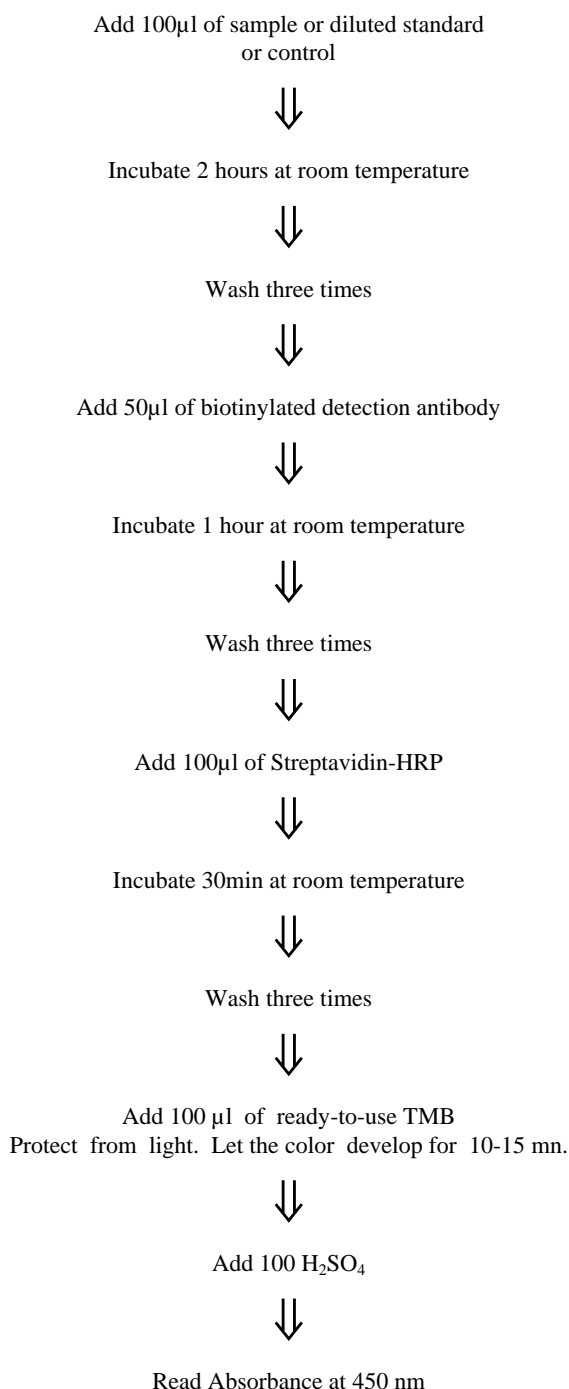 Add 100µl of sample or diluted standard
or control
Incubate 2 hours at room temperature
Wash three times
Add 50µl of biotinylated detection antibody
Incubate 1 hour at room temperature
Wash three times
Add 100µl of Streptavidin-HRP
Incubate 30min at room temperature
Wash three times
Add 100 µl of ready-to-use TMB
Protect from light. Let the color develop for 10-15 mn.
Add 100 H₂SO₄
Read Absorbance at 450 nm